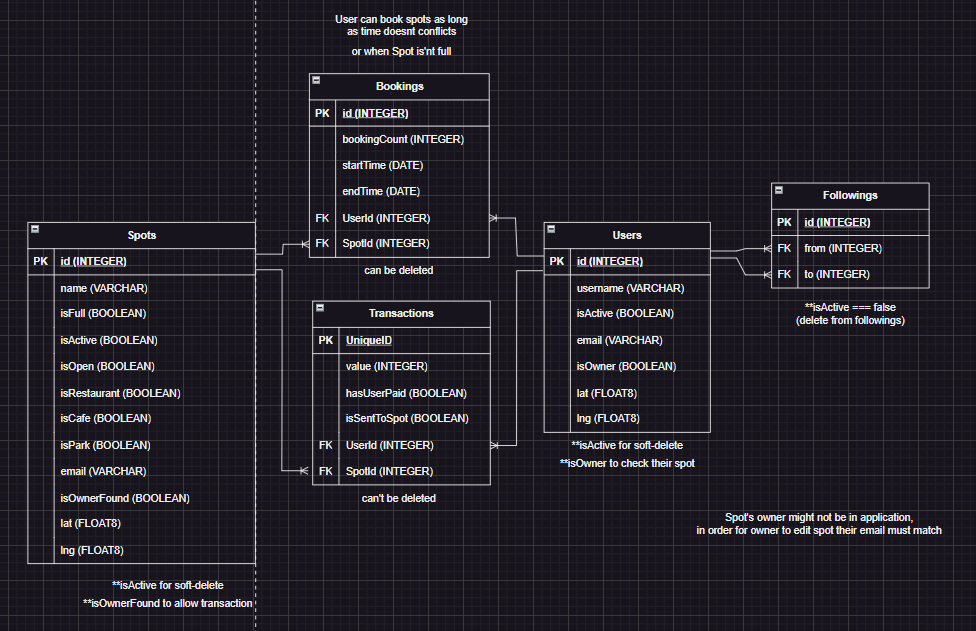 User can book spots as long
as time doesnt conflicts
or when Spot is'nt full
Bookings
PK id (INTEGER)
bookingCount (INTEGER)
startTime (DATE)
endTime (DATE)
FK UserId (INTEGER)
FK SpotId (INTEGER)
can be deleted
Spots
PK id (INTEGER)
name (VARCHAR)
isFull (BOOLEAN)
isActive (BOOLEAN)
isOpen (BOOLEAN)
isRestaurant (BOOLEAN)
isCafe (BOOLEAN)
isPark (BOOLEAN)
email (VARCHAR)
isOwnerFound (BOOLEAN)
lat (FLOAT8)
lng (FLOAT8)
**isActive for soft-delete
**isOwnerFound to allow transaction
Transactions
PK UniqueID
value (INTEGER)
hasUserPaid (BOOLEAN)
isSentToSpot (BOOLEAN)
FK UserId (INTEGER)
FK SpotId (INTEGER)
can't be deleted
Users
PK id (INTEGER)
username (VARCHAR)
isActive (BOOLEAN)
email (VARCHAR)
isOwner (BOOLEAN)
lat (FLOAT8)
lng (FLOAT8)
**isActive for soft-delete
**isOwner to check their spot
Followings
PK id (INTEGER)
FK from (INTEGER)
FK to (INTEGER)
**isActive === false
(delete from followings)
Spot's owner might not be in application,
in order for owner to edit spot their email must match